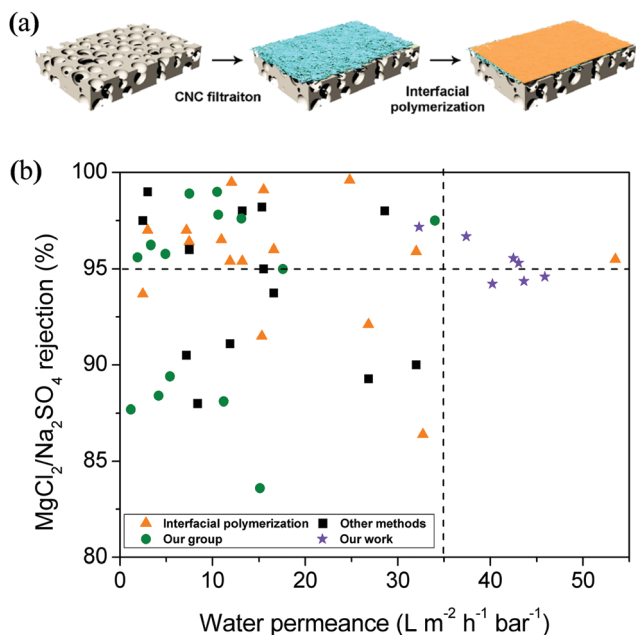 (a)
CNC filtraiton
Interfacial
polymerization
(b)
MgCl₂/Na₂SO₄ rejection (%)
100
95
90
85
80
Interfacial polymerization
Other methods
Our group
Our work
0 10 20 30 40 50
Water permeance (L m⁻² h⁻¹ bar⁻¹)